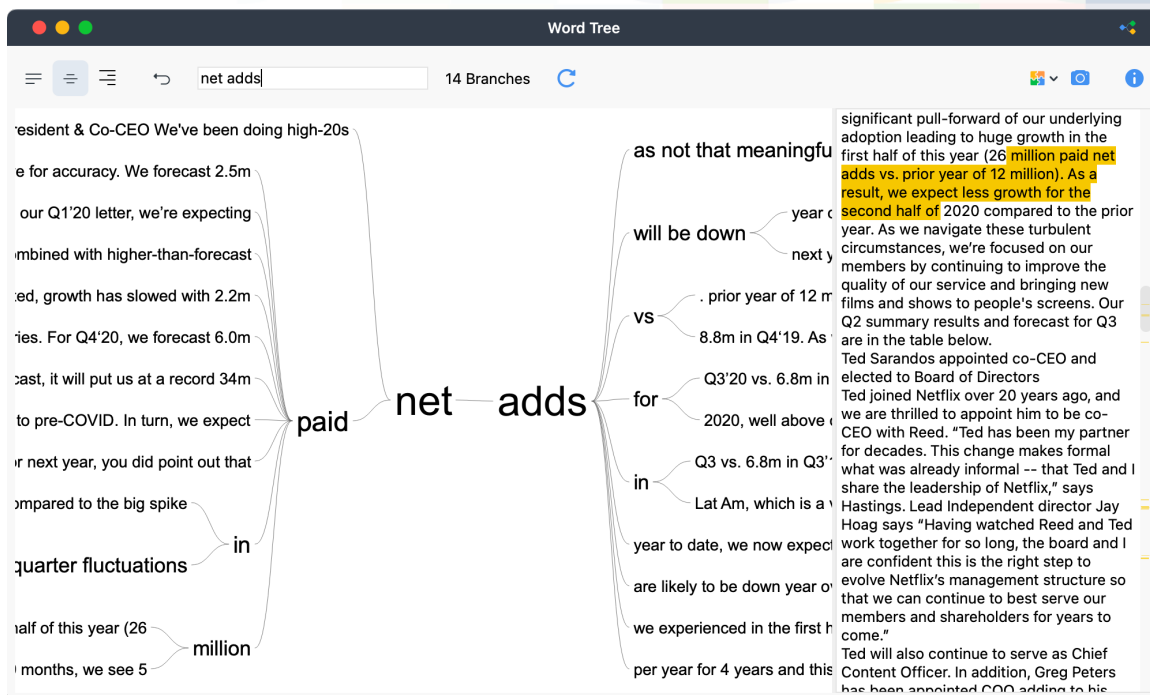 Word Tree
net adds
14 Branches
resident & Co-CEO We've been doing high-20s
e for accuracy. We forecast 2.5m
our Q1'20 letter, we’re expecting
ombined with higher-than-forecast
ted, growth has slowed with 2.2m
ries. For Q4‘20, we forecast 6.0m
cast, it will put us at a record 34m
to pre-COVID. In turn, we expect
or next year, you did point out that
ompared to the big spike
quarter fluctuations
in
half of this year (26
months, we see 5
million
paid
net adds
as not that meaningfu
will be down
year
next y
vs
. prior year of 12 m
8.8m in Q4‘19. As
for
Q3’20 vs. 6.8m in
2020, well above
in
Q3 vs. 6.8m in Q3’
Lat Am, which is a
year to date, we now expect
are likely to be down year ov
we experienced in the first h
per year for 4 years and this
significant pull-forward of our underlying
adoption leading to huge growth in the
first half of this year (26 million paid net
adds vs. prior year of 12 million). As a
result, we expect less growth for the
second half of 2020 compared to the prior
year. As we navigate these turbulent
circumstances, we’re focused on our
members by continuing to improve the
quality of our service and bringing new
films and shows to people's screens. Our
Q2 summary results and forecast for Q3
are in the table below.
Ted Sarandos appointed co-CEO and
elected to Board of Directors
Ted joined Netflix over 20 years ago, and
we are thrilled to appoint him to be co-
CEO with Reed. “Ted has been my partner
for decades. This change makes formal
what was already informal -- that Ted and I
share the leadership of Netflix,” says
Hastings. Lead Independent director Jay
Hoag says “Having watched Reed and Ted
work together for so long, the board and I
are confident this is the right step to
evolve Netflix’s management structure so
that we can continue to best serve our
members and shareholders for years to
come.”
Ted will also continue to serve as Chief
Content Officer. In addition, Greg Peters
has been appointed COO adding to his